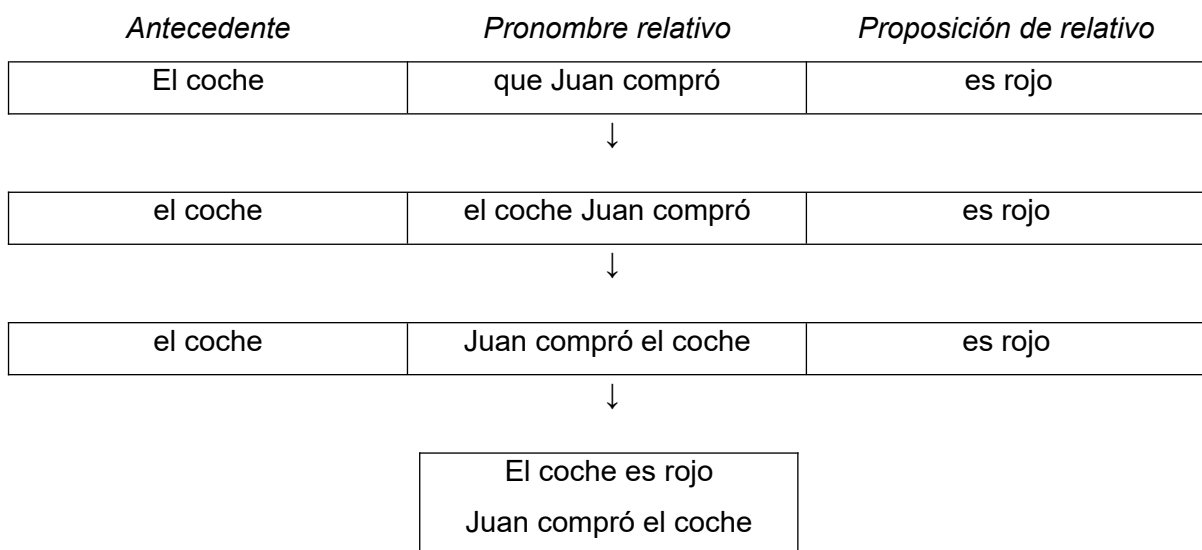 Antecedente Pronombre relativo Proposición de relativo
El coche que Juan compró es rojo
↓
el coche el coche Juan compró es rojo
↓
el coche Juan compró el coche es rojo
↓
El coche es rojo
Juan compró el coche